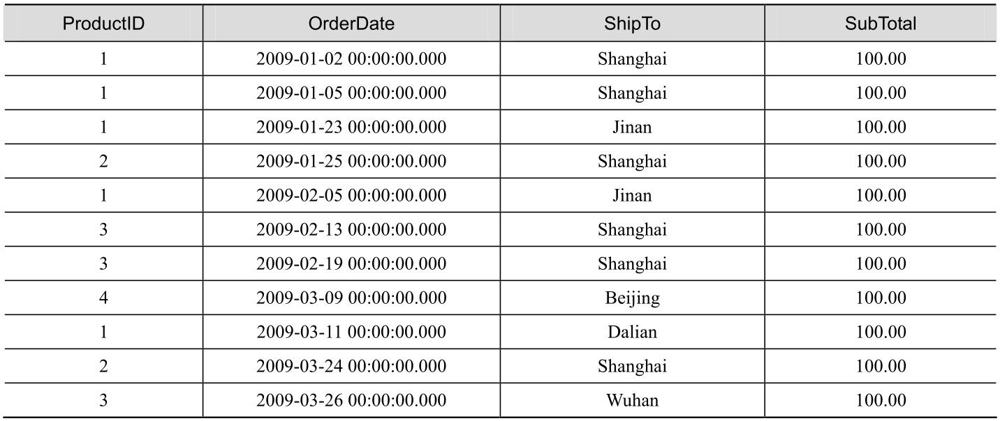 ProductID OrderDate ShipTo SubTotal
1 2009-01-02 00:00:00.000 Shanghai 100.00
1 2009-01-05 00:00:00.000 Shanghai 100.00
1 2009-01-23 00:00:00.000 Jinan 100.00
2 2009-01-25 00:00:00.000 Shanghai 100.00
1 2009-02-05 00:00:00.000 Jinan 100.00
3 2009-02-13 00:00:00.000 Shanghai 100.00
3 2009-02-19 00:00:00.000 Shanghai 100.00
4 2009-03-09 00:00:00.000 Beijing 100.00
1 2009-03-11 00:00:00.000 Dalian 100.00
2 2009-03-24 00:00:00.000 Shanghai 100.00
3 2009-03-26 00:00:00.000 Wuhan 100.00